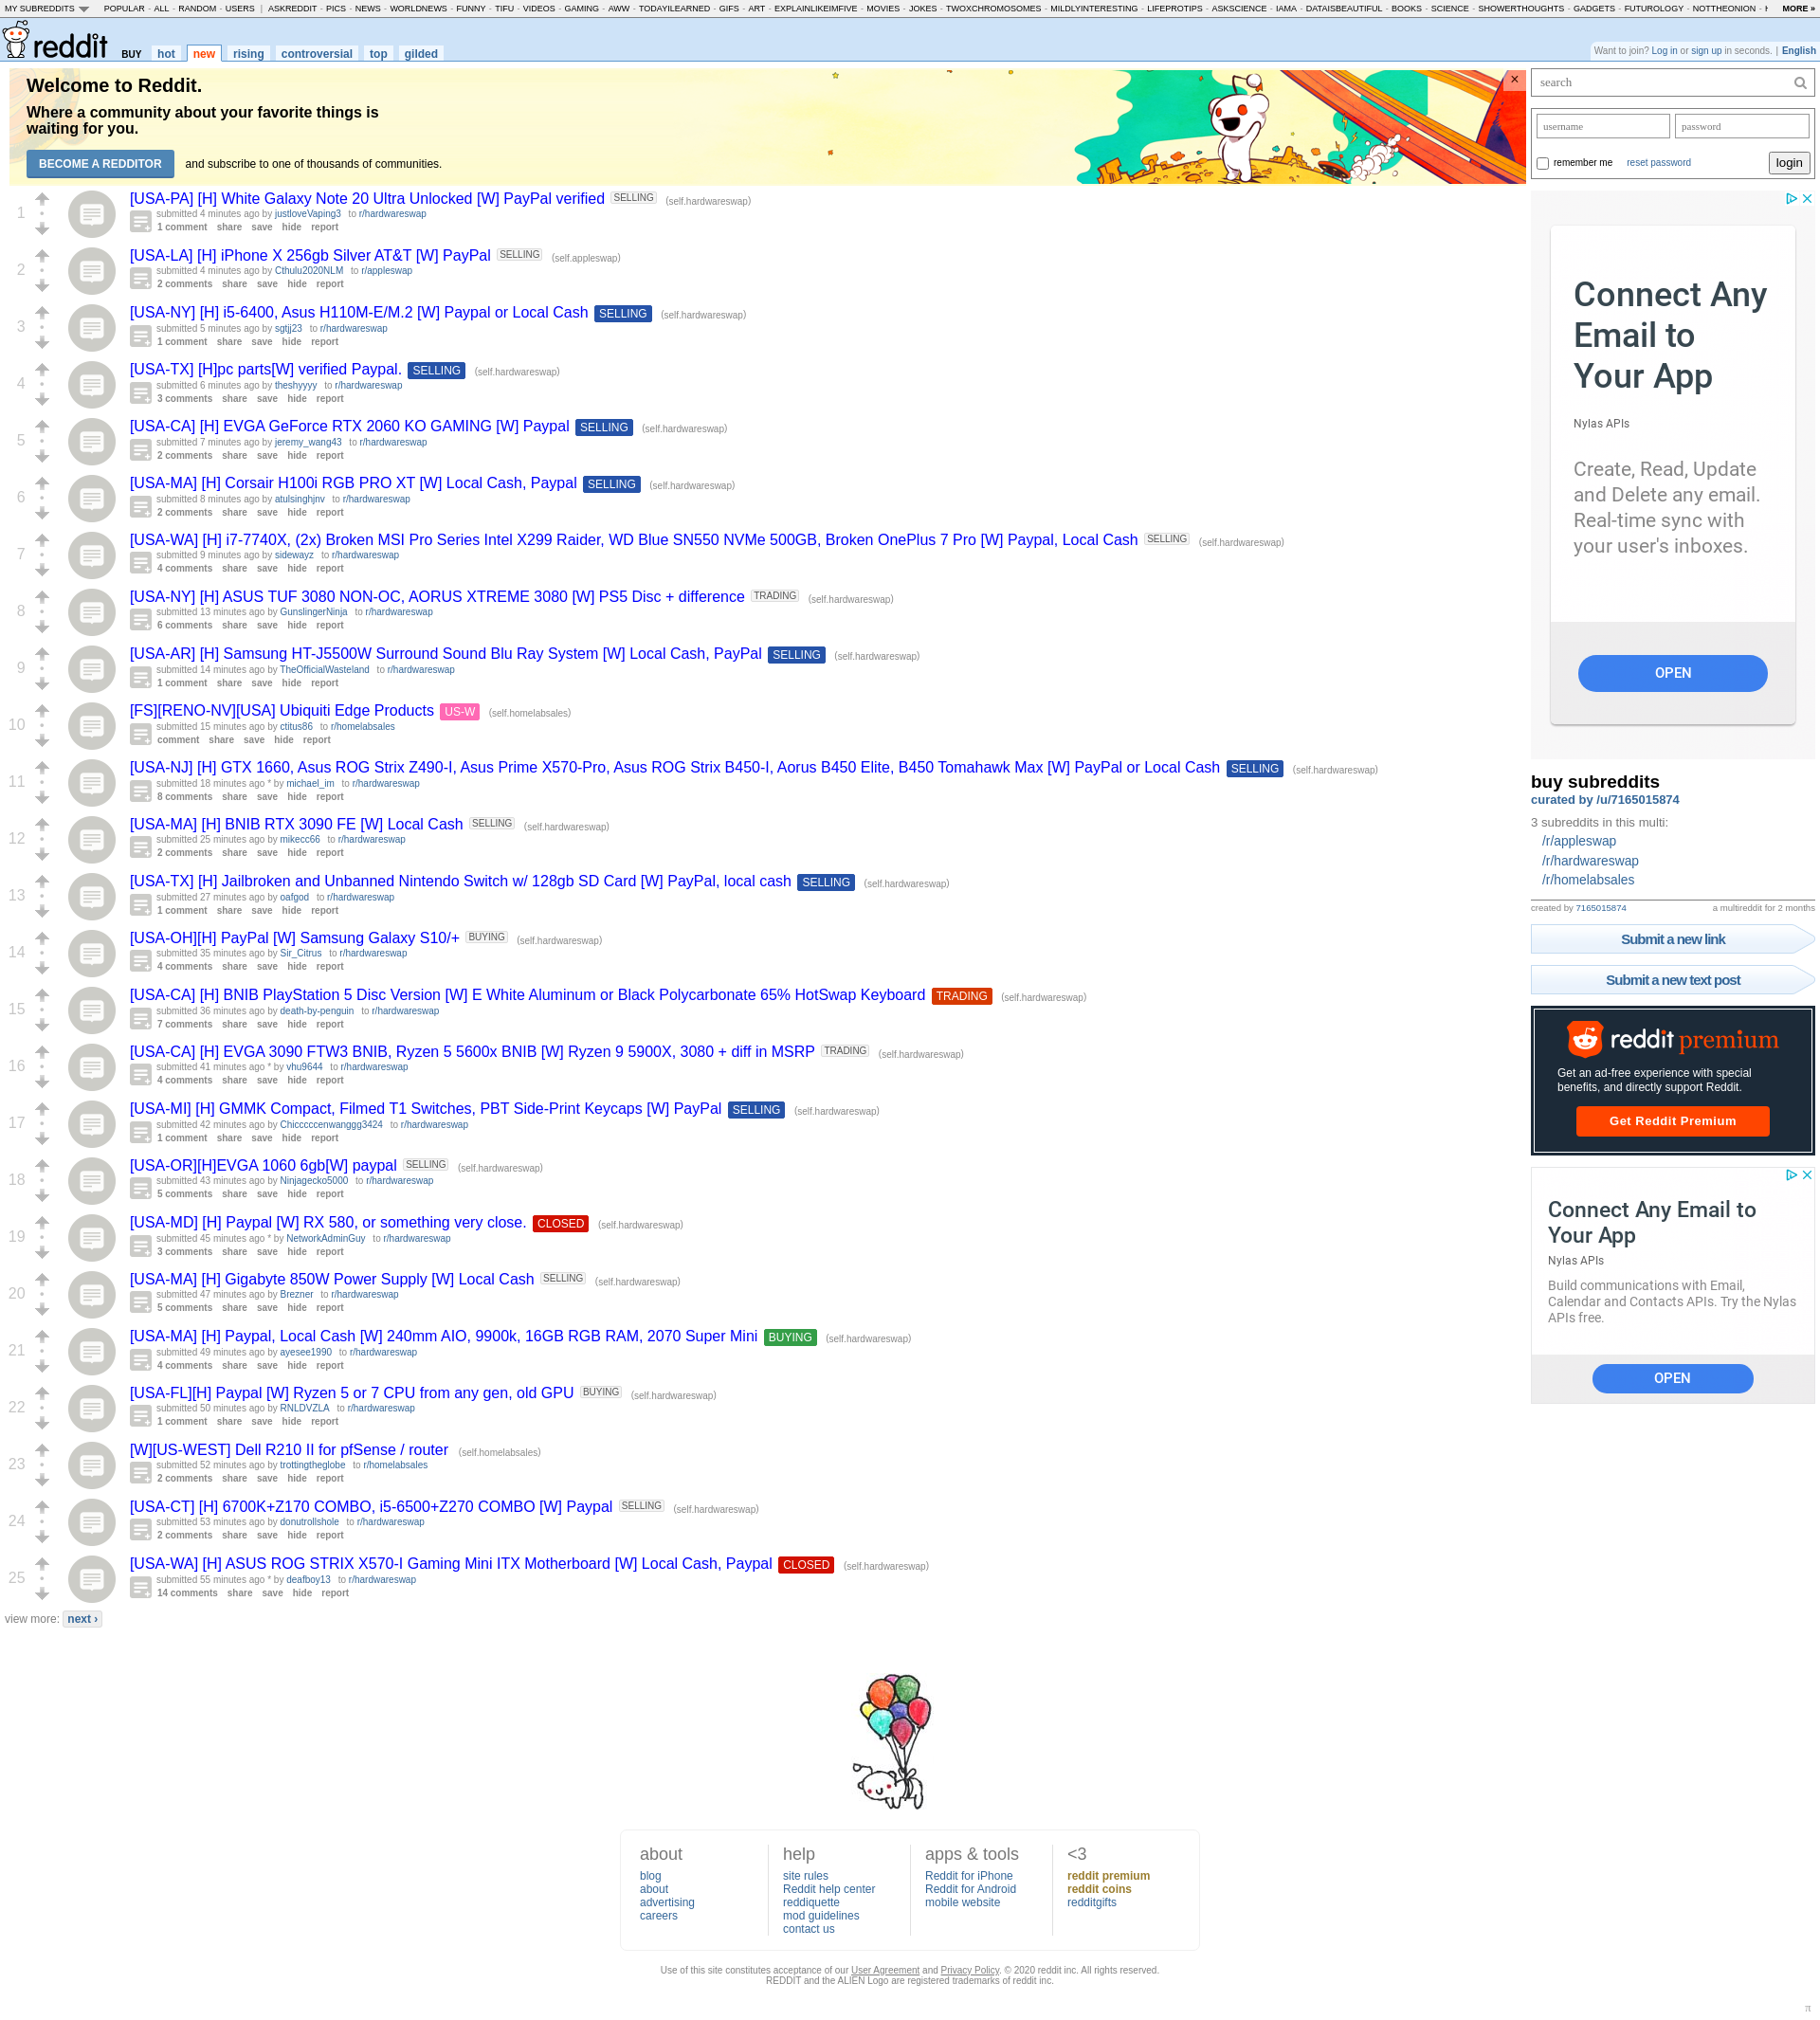 MY SUBREDDITS POPULAR - ALL - RANDOM - USERS | ASKREDDIT - PICS - NEWS - WORLDNEWS - FUNNY - TIFU - VIDEOS - GAMING - AWW - TODAYILEARNED - GIFS - ART - EXPLAINLIKEIMFIVE - MOVIES - JOKES - TWOXCHROMOSOMES - MILDLYINTERESTING - LIFEPROTIPS - ASKSCIENCE - IAMA - DATAISBEAUTIFUL - BOOKS - SCIENCE - SHOWERTHOUGHTS - GADGETS - FUTUROLOGY - NOTTHEONION - MORE »
reddit BUY hot new rising controversial top gilded
Want to join? Log in or sign up in seconds. | English
Welcome to Reddit.
Where a community about your favorite things is
waiting for you.
BECOME A REDDITOR and subscribe to one of thousands of communities.
×
1
[USA-PA] [H] White Galaxy Note 20 Ultra Unlocked [W] PayPal verified SELLING (self.hardwareswap)
submitted 4 minutes ago by justloveVaping3 to r/hardwareswap
1 comment share save hide report
2
[USA-LA] [H] iPhone X 256gb Silver AT&T [W] PayPal SELLING (self.appleswap)
submitted 4 minutes ago by Cthulu2020NLM to r/appleswap
2 comments share save hide report
3
[USA-NY] [H] i5-6400, Asus H110M-E/M.2 [W] Paypal or Local Cash SELLING (self.hardwareswap)
submitted 5 minutes ago by sgtjj23 to r/hardwareswap
1 comment share save hide report
4
[USA-TX] [H]pc parts[W] verified Paypal. SELLING (self.hardwareswap)
submitted 6 minutes ago by theshyyyy to r/hardwareswap
3 comments share save hide report
5
[USA-CA] [H] EVGA GeForce RTX 2060 KO GAMING [W] Paypal SELLING (self.hardwareswap)
submitted 7 minutes ago by jeremy_wang43 to r/hardwareswap
2 comments share save hide report
6
[USA-MA] [H] Corsair H100i RGB PRO XT [W] Local Cash, Paypal SELLING (self.hardwareswap)
submitted 8 minutes ago by atulsinghjnv to r/hardwareswap
2 comments share save hide report
7
[USA-WA] [H] i7-7740X, (2x) Broken MSI Pro Series Intel X299 Raider, WD Blue SN550 NVMe 500GB, Broken OnePlus 7 Pro [W] Paypal, Local Cash SELLING (self.hardwareswap)
submitted 9 minutes ago by sidewayz to r/hardwareswap
4 comments share save hide report
8
[USA-NY] [H] ASUS TUF 3080 NON-OC, AORUS XTREME 3080 [W] PS5 Disc + difference TRADING (self.hardwareswap)
submitted 13 minutes ago by GunslingerNinja to r/hardwareswap
6 comments share save hide report
9
[USA-AR] [H] Samsung HT-J5500W Surround Sound Blu Ray System [W] Local Cash, PayPal SELLING (self.hardwareswap)
submitted 14 minutes ago by TheOfficialWasteland to r/hardwareswap
1 comment share save hide report
10
[FS][RENO-NV][USA] Ubiquiti Edge Products US-W (self.homelabsales)
submitted 15 minutes ago by ctitus86 to r/homelabsales
comment share save hide report
11
[USA-NJ] [H] GTX 1660, Asus ROG Strix Z490-I, Asus Prime X570-Pro, Asus ROG Strix B450-I, Aorus B450 Elite, B450 Tomahawk Max [W] PayPal or Local Cash SELLING (self.hardwareswap)
submitted 18 minutes ago * by michael_im to r/hardwareswap
8 comments share save hide report
12
[USA-MA] [H] BNIB RTX 3090 FE [W] Local Cash SELLING (self.hardwareswap)
submitted 25 minutes ago by mikecc66 to r/hardwareswap
2 comments share save hide report
13
[USA-TX] [H] Jailbroken and Unbanned Nintendo Switch w/ 128gb SD Card [W] PayPal, local cash SELLING (self.hardwareswap)
submitted 27 minutes ago by oafgod to r/hardwareswap
1 comment share save hide report
14
[USA-OH][H] PayPal [W] Samsung Galaxy S10/+ BUYING (self.hardwareswap)
submitted 35 minutes ago by Sir_Citrus to r/hardwareswap
4 comments share save hide report
15
[USA-CA] [H] BNIB PlayStation 5 Disc Version [W] E White Aluminum or Black Polycarbonate 65% HotSwap Keyboard TRADING (self.hardwareswap)
submitted 36 minutes ago by death-by-penguin to r/hardwareswap
7 comments share save hide report
16
[USA-CA] [H] EVGA 3090 FTW3 BNIB, Ryzen 5 5600x BNIB [W] Ryzen 9 5900X, 3080 + diff in MSRP TRADING (self.hardwareswap)
submitted 41 minutes ago * by vhu9644 to r/hardwareswap
4 comments share save hide report
17
[USA-MI] [H] GMMK Compact, Filmed T1 Switches, PBT Side-Print Keycaps [W] PayPal SELLING (self.hardwareswap)
submitted 42 minutes ago by Chicccccenwanggg3424 to r/hardwareswap
1 comment share save hide report
18
[USA-OR][H]EVGA 1060 6gb[W] paypal SELLING (self.hardwareswap)
submitted 43 minutes ago by Ninjagecko5000 to r/hardwareswap
5 comments share save hide report
19
[USA-MD] [H] Paypal [W] RX 580, or something very close. CLOSED (self.hardwareswap)
submitted 45 minutes ago * by NetworkAdminGuy to r/hardwareswap
3 comments share save hide report
20
[USA-MA] [H] Gigabyte 850W Power Supply [W] Local Cash SELLING (self.hardwareswap)
submitted 47 minutes ago by Brezner to r/hardwareswap
5 comments share save hide report
21
[USA-MA] [H] Paypal, Local Cash [W] 240mm AIO, 9900k, 16GB RGB RAM, 2070 Super Mini BUYING (self.hardwareswap)
submitted 49 minutes ago by ayesee1990 to r/hardwareswap
4 comments share save hide report
22
[USA-FL][H] Paypal [W] Ryzen 5 or 7 CPU from any gen, old GPU BUYING (self.hardwareswap)
submitted 50 minutes ago by RNLDVZLA to r/hardwareswap
1 comment share save hide report
23
[W][US-WEST] Dell R210 II for pfSense / router (self.homelabsales)
submitted 52 minutes ago by trottingtheglobe to r/homelabsales
2 comments share save hide report
24
[USA-CT] [H] 6700K+Z170 COMBO, i5-6500+Z270 COMBO [W] Paypal SELLING (self.hardwareswap)
submitted 53 minutes ago by donutrollshole to r/hardwareswap
2 comments share save hide report
25
[USA-WA] [H] ASUS ROG STRIX X570-I Gaming Mini ITX Motherboard [W] Local Cash, Paypal CLOSED (self.hardwareswap)
submitted 55 minutes ago * by deafboy13 to r/hardwareswap
14 comments share save hide report
view more: next ›
search
username password
remember me reset password login
Connect Any
Email to
Your App
Nylas APIs
Create, Read, Update
and Delete any email.
Real-time sync with
your user's inboxes.
OPEN
buy subreddits
curated by /u/7165015874
3 subreddits in this multi:
/r/appleswap
/r/hardwareswap
/r/homelabsales
created by 7165015874 a multireddit for 2 months
Submit a new link
Submit a new text post
reddit premium
Get an ad-free experience with special
benefits, and directly support Reddit.
Get Reddit Premium
Connect Any Email to
Your App
Nylas APIs
Build communications with Email,
Calendar and Contacts APIs. Try the Nylas
APIs free.
OPEN
about
blog
about
advertising
careers
help
site rules
Reddit help center
reddiquette
mod guidelines
contact us
apps & tools
Reddit for iPhone
Reddit for Android
mobile website
<3
reddit premium
reddit coins
redditgifts
Use of this site constitutes acceptance of our User Agreement and Privacy Policy. © 2020 reddit inc. All rights reserved.
REDDIT and the ALIEN Logo are registered trademarks of reddit inc.
π